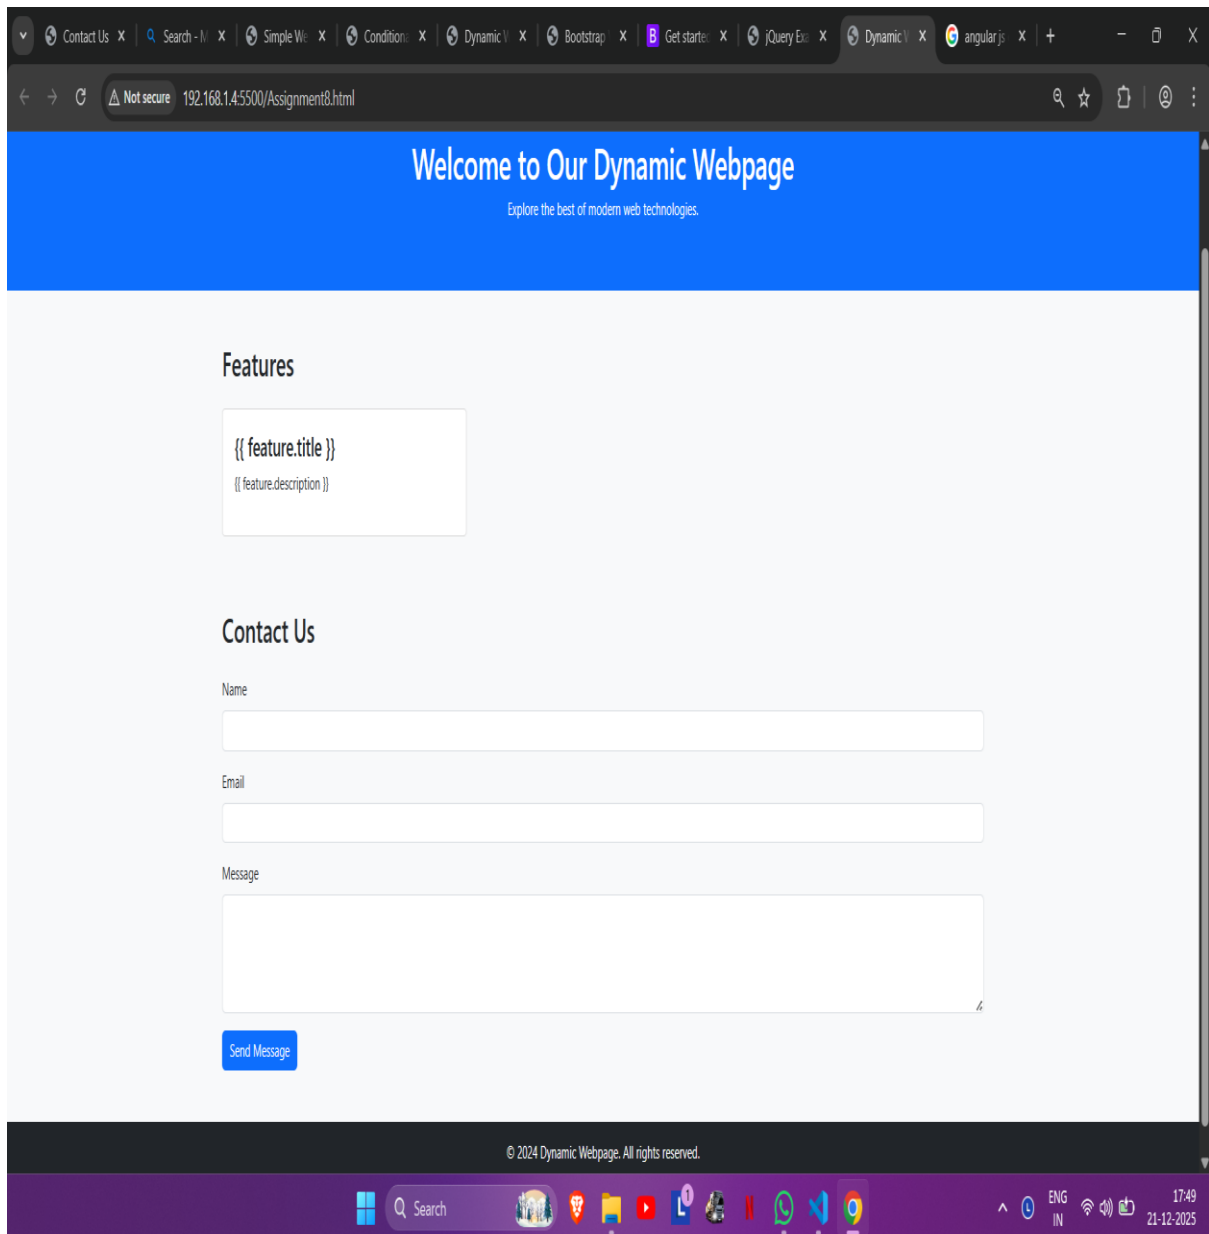 Contact Us
Search - M
Simple We
Conditiona
Dynamic W
Bootstrap
Get started
jQuery Exa
Dynamic W
angular js
Not secure 192.168.1.4:5500/Assignment8.html
Welcome to Our Dynamic Webpage
Explore the best of modern web technologies.
Features
{{ feature.title }}
{{ feature.description }}
Contact Us
Name
Email
Message
Send Message
© 2024 Dynamic Webpage. All rights reserved.
Search
ENG
IN
17:49
21-12-2025